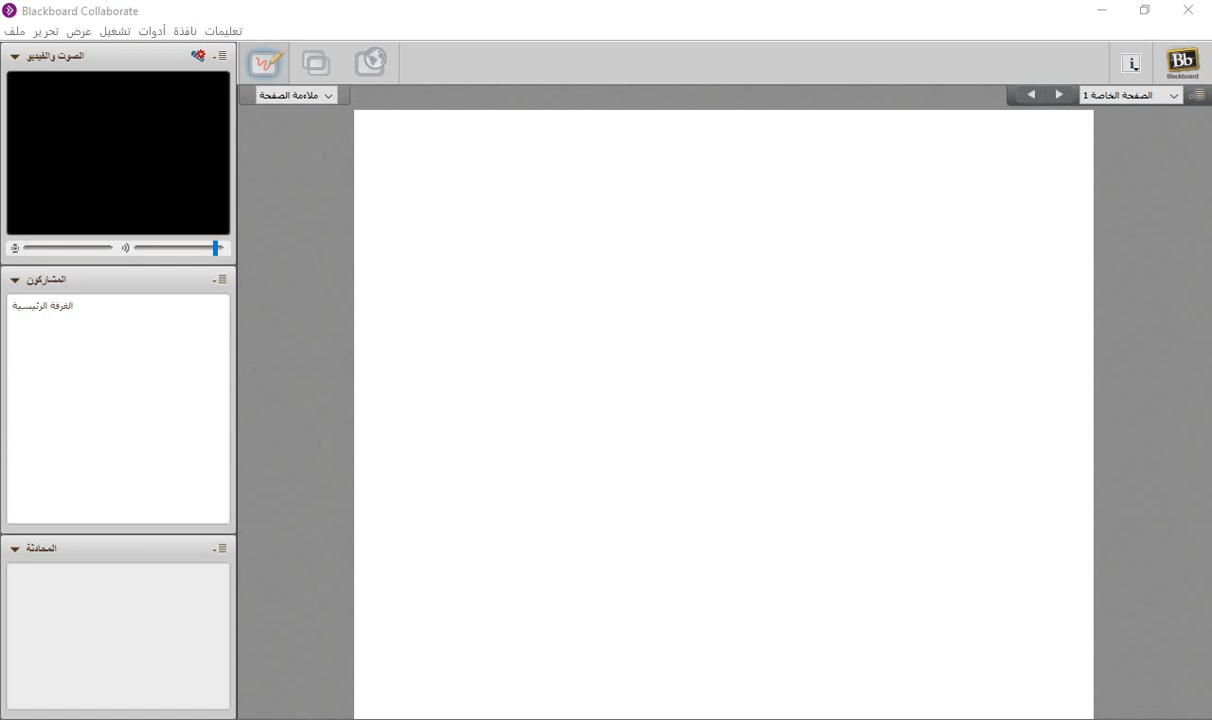 Blackboard Collaborate
ملف تحرير عرض تشغيل أدوات نافذة تعليمات
الصوت والفيديو
i
Bb
Blackboard
ملاءمة الصفحة
الصفحة الخاصة 1
المشاركون
الغرفة الرئيسية
المحادثة